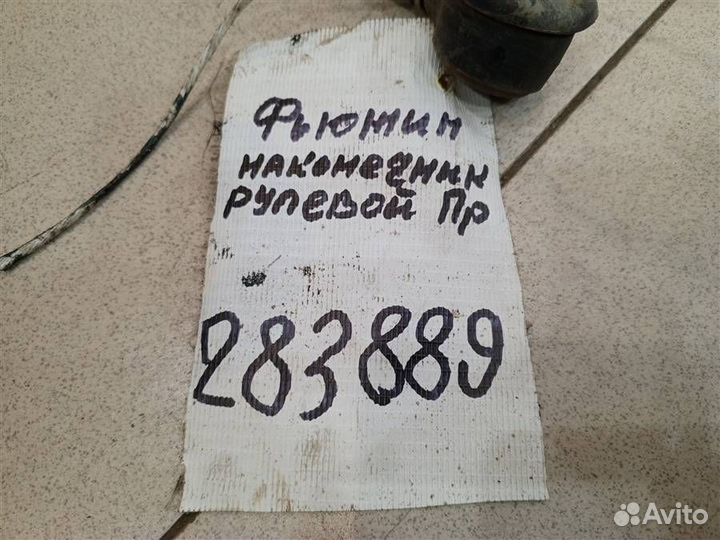 Фьюжин
наконечник
рулевой Пр
283889
Avito